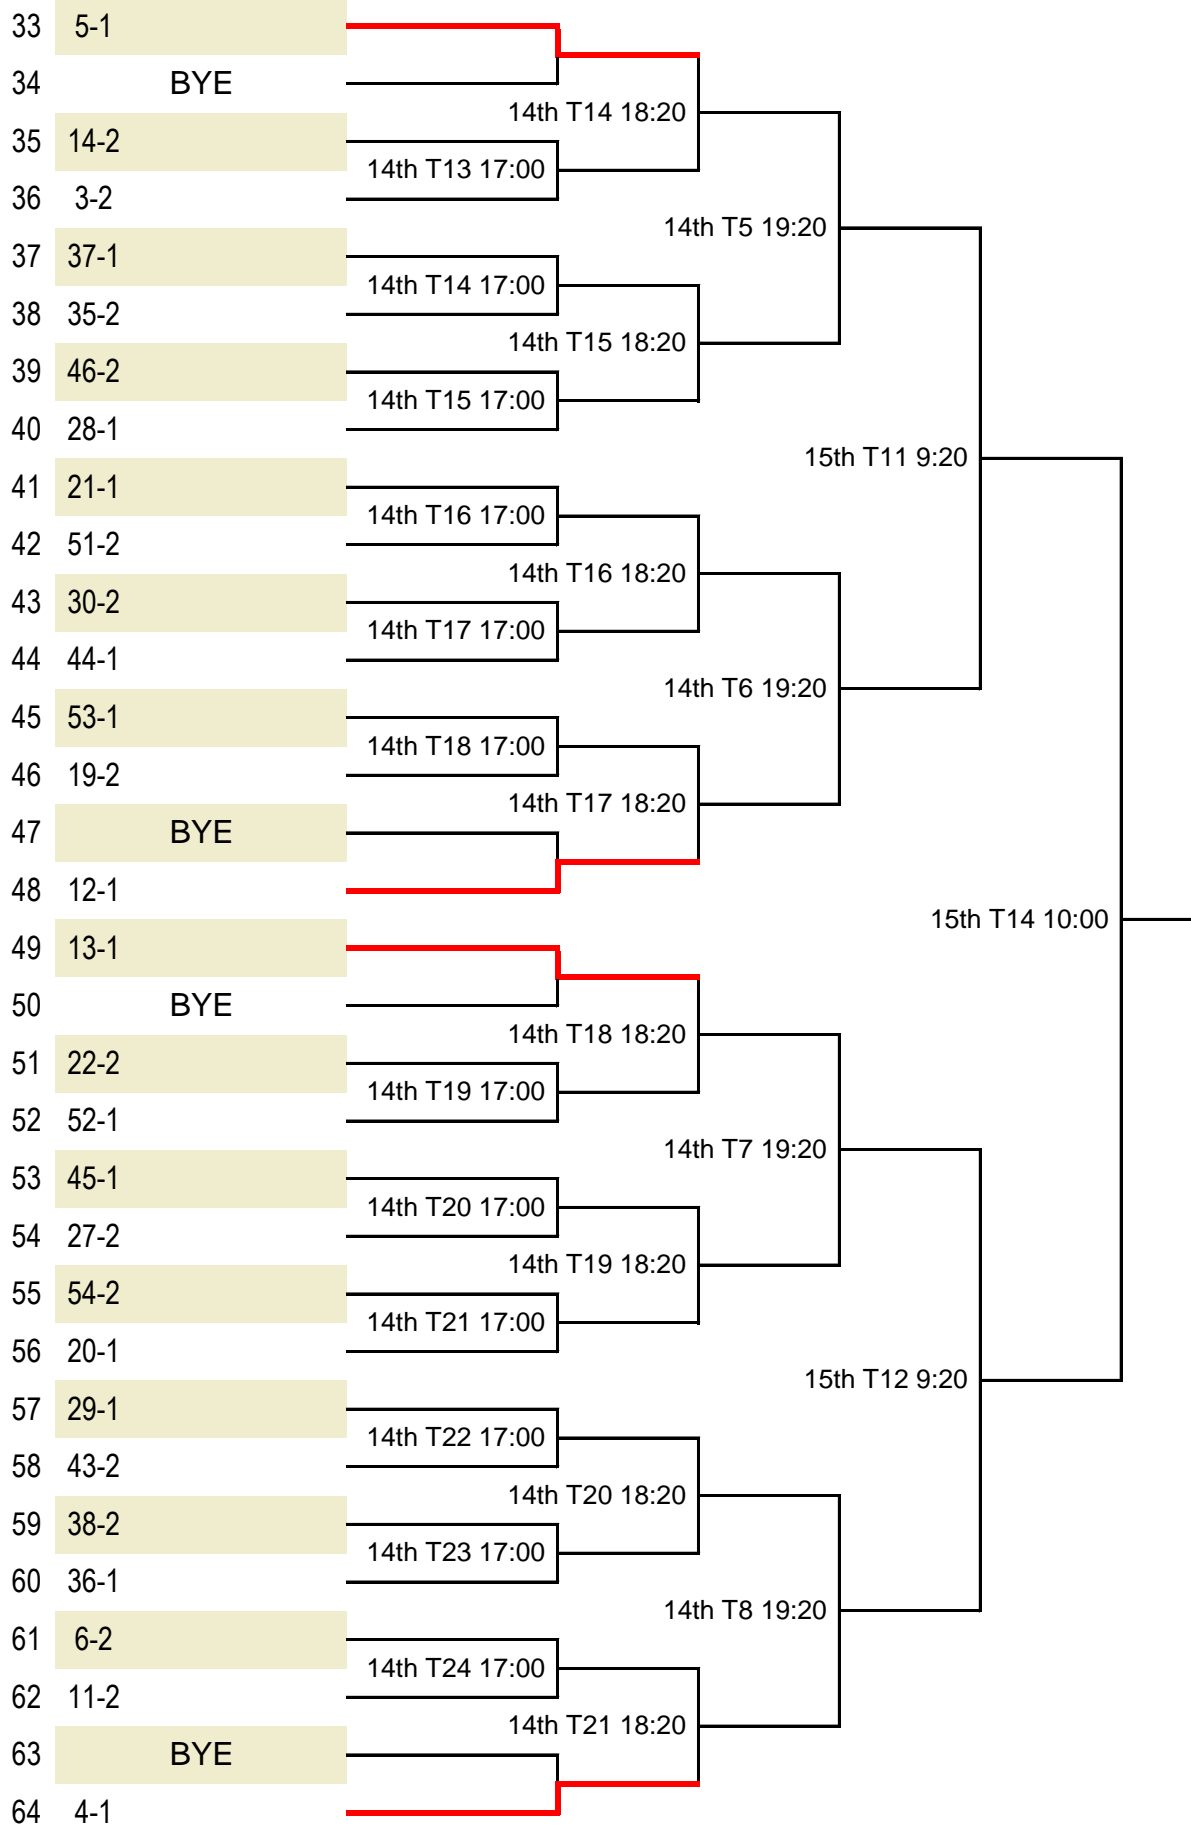 33 5-1
34 BYE
14th T14 18:20
35 14-2
14th T13 17:00
36 3-2
14th T5 19:20
37 37-1
14th T14 17:00
38 35-2
14th T15 18:20
39 46-2
14th T15 17:00
40 28-1
15th T11 9:20
41 21-1
14th T16 17:00
42 51-2
14th T16 18:20
43 30-2
14th T17 17:00
44 44-1
14th T6 19:20
45 53-1
14th T18 17:00
46 19-2
14th T17 18:20
47 BYE
48 12-1
15th T14 10:00
49 13-1
50 BYE
14th T18 18:20
51 22-2
14th T19 17:00
52 52-1
14th T7 19:20
53 45-1
14th T20 17:00
54 27-2
14th T19 18:20
55 54-2
14th T21 17:00
56 20-1
15th T12 9:20
57 29-1
14th T22 17:00
58 43-2
14th T20 18:20
59 38-2
14th T23 17:00
60 36-1
14th T8 19:20
61 6-2
14th T24 17:00
62 11-2
14th T21 18:20
63 BYE
64 4-1